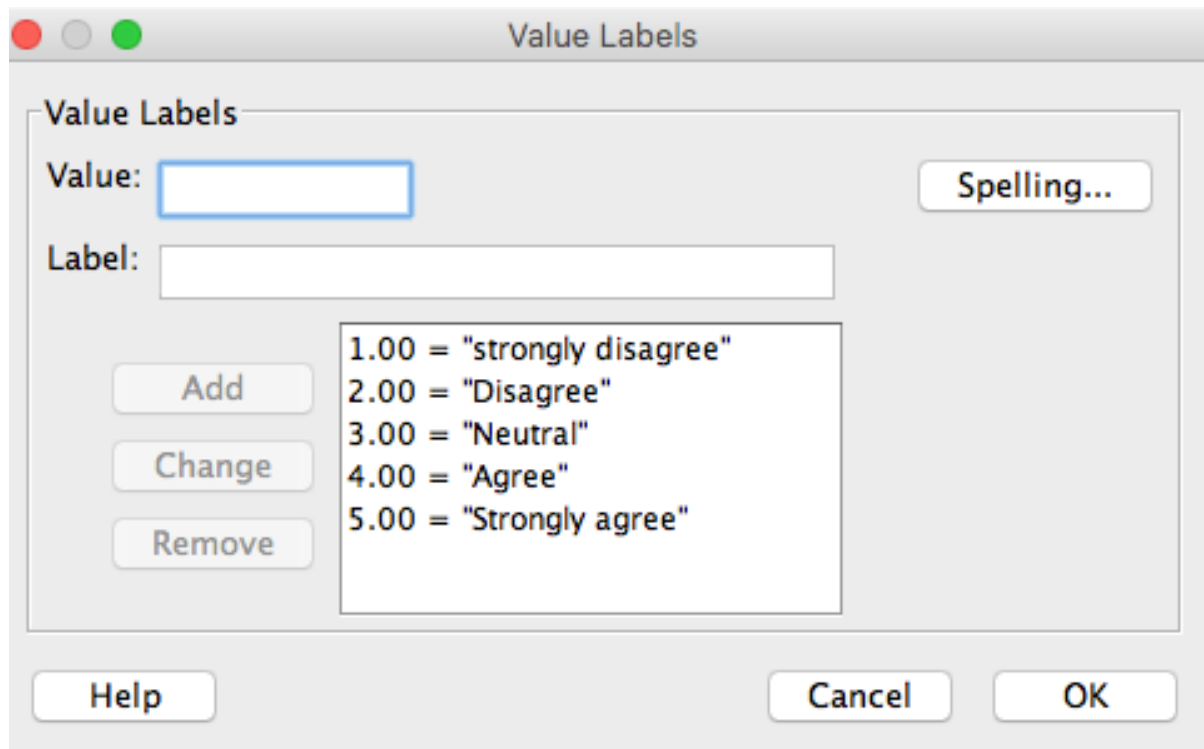 Value Labels
Value Labels
Value:
Spelling...
Label:
1.00 = "strongly disagree"
Add
2.00 = "Disagree"
3.00 = "Neutral"
Change
4.00 = "Agree"
5.00 = "Strongly agree"
Remove
Help
Cancel
OK